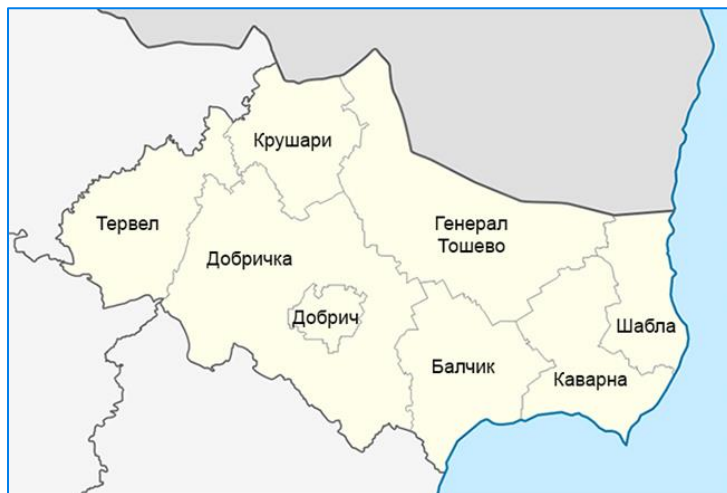 Крушари
Тервел
Генерал
Тошево
Добричка
Добрич
Шабла
Балчик
Каварна